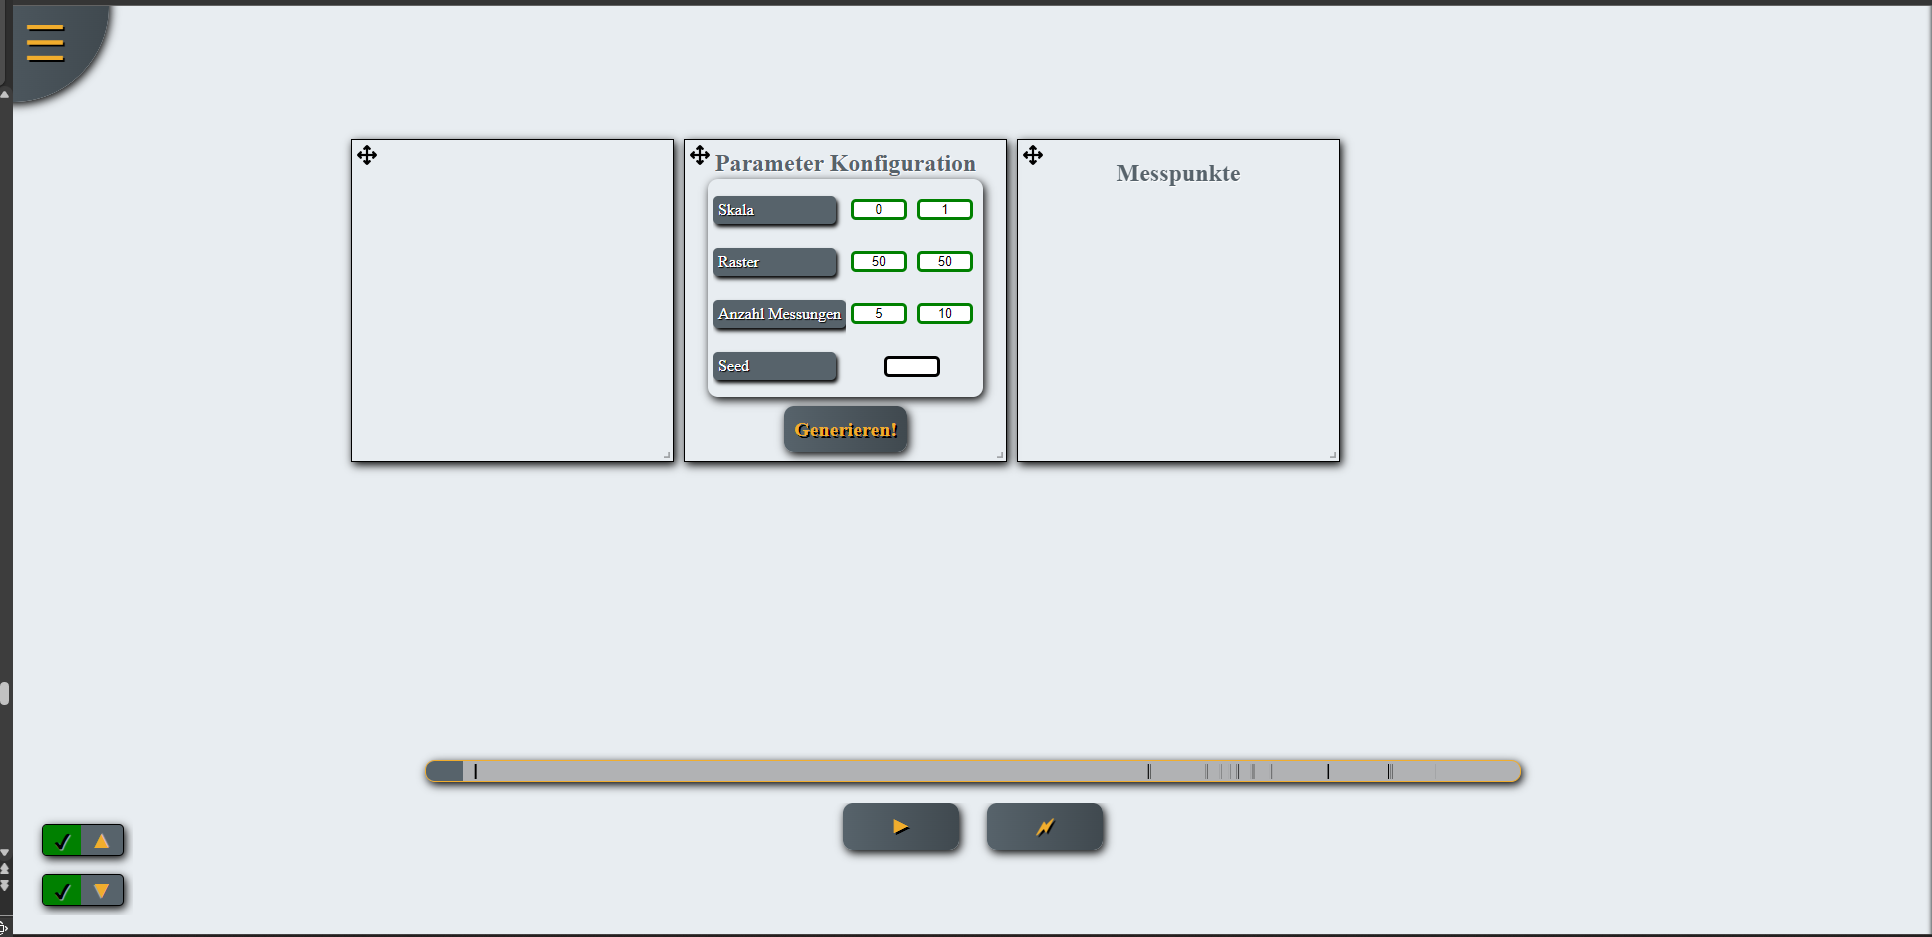 Parameter Konfiguration
Skala 0 1
Raster 50 50
Anzahl Messungen 5 10
Seed
Generieren!
Messpunkte